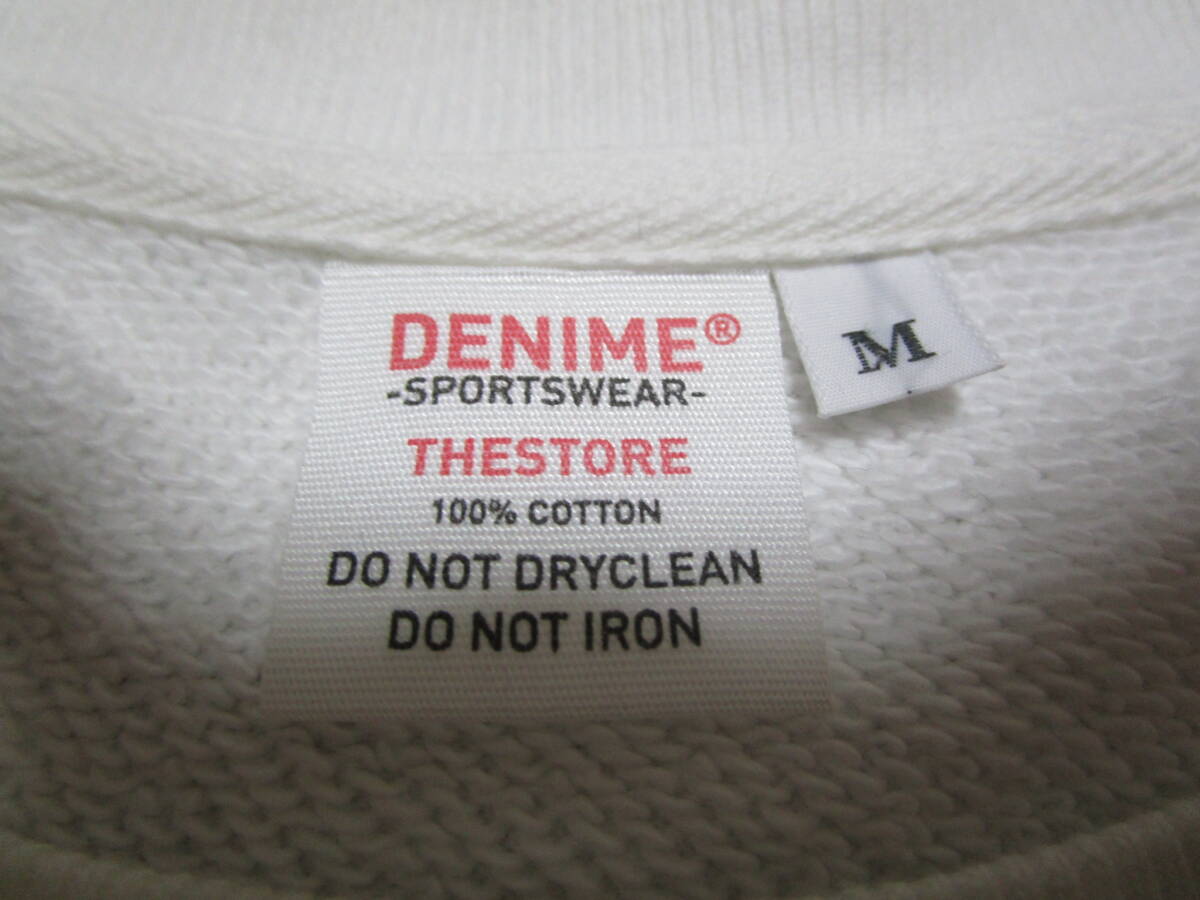 DENIME®
-SPORTSWEAR-
THESTORE
100% COTTON
DO NOT DRYCLEAN
DO NOT IRON
M